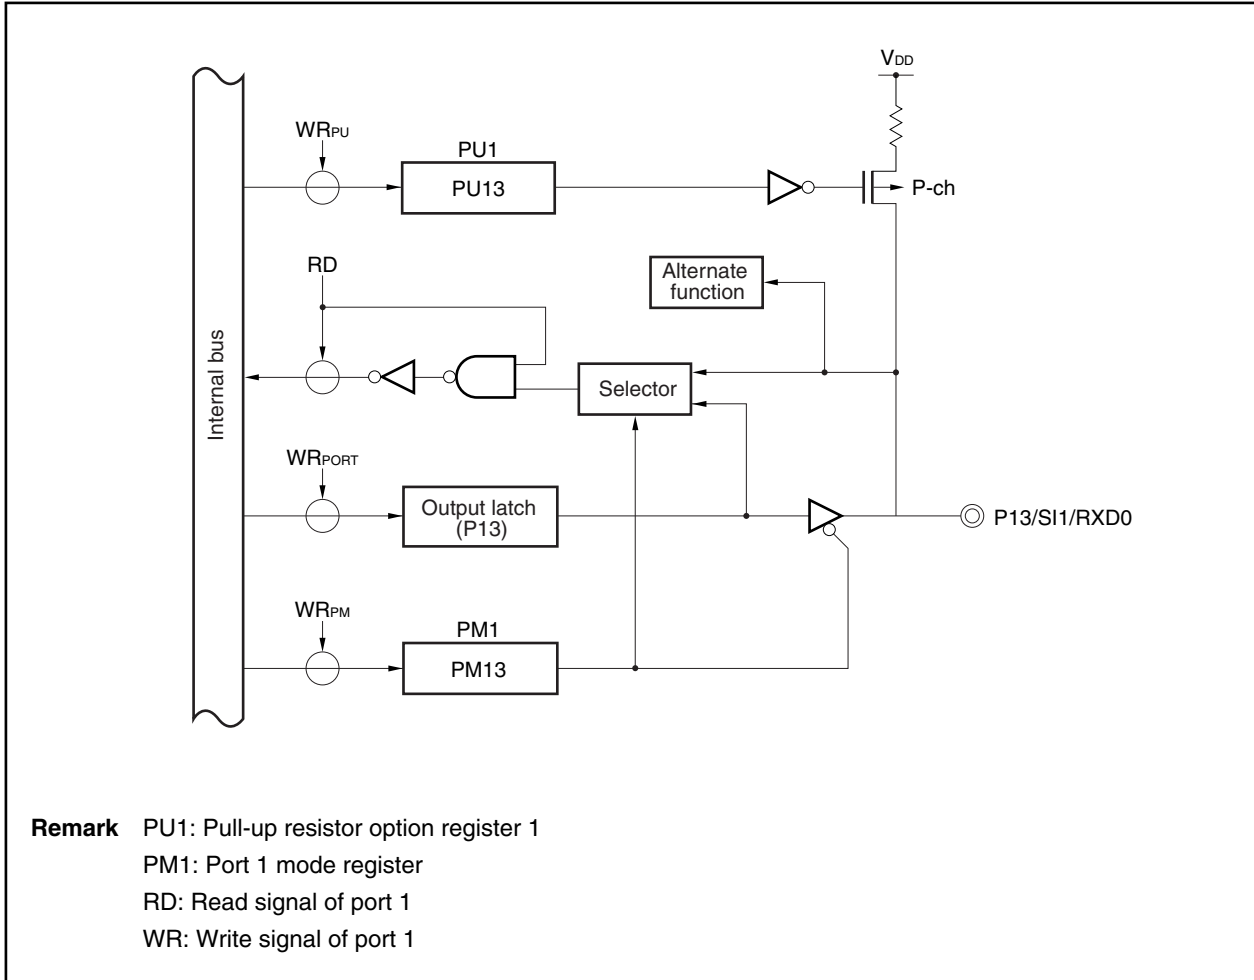 VDD
WRPU
PU1
PU13
P-ch
RD
Alternate
function
Internal bus
Selector
WRPORT
Output latch
(P13)
P13/SI1/RXD0
WRPM
PM1
PM13
Remark PU1: Pull-up resistor option register 1
PM1: Port 1 mode register
RD: Read signal of port 1
WR: Write signal of port 1